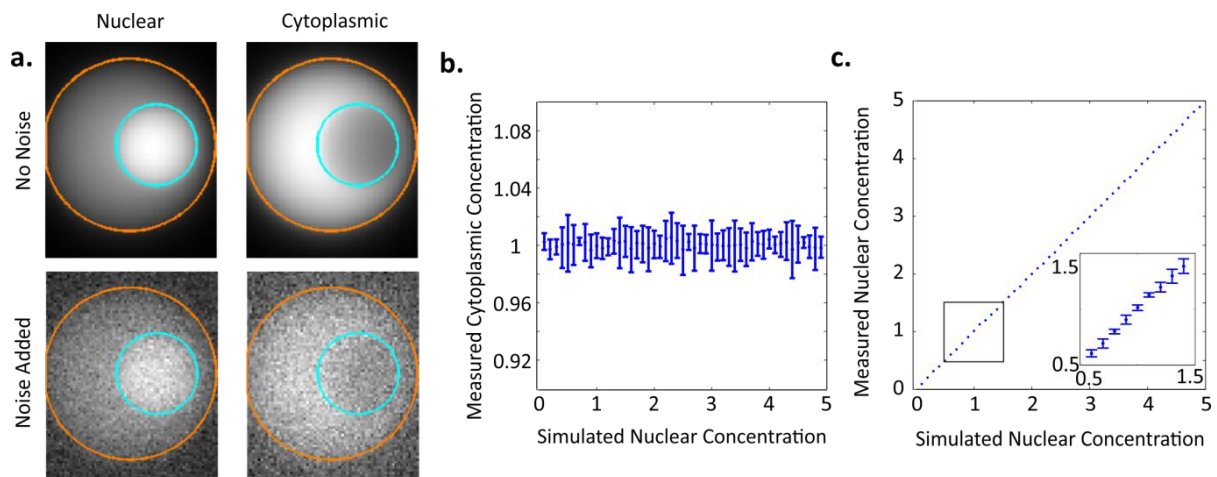 Nuclear
Cytoplasmic
a.
No Noise
Noise Added
b.
Measured Cytoplasmic Concentration
1.08
1.04
1
0.96
0.92
0 1 2 3 4 5
Simulated Nuclear Concentration
c.
Measured Nuclear Concentration
5
4
3
2
1
0
1.5
0.5
0.5 1.5
0 1 2 3 4 5
Simulated Nuclear Concentration